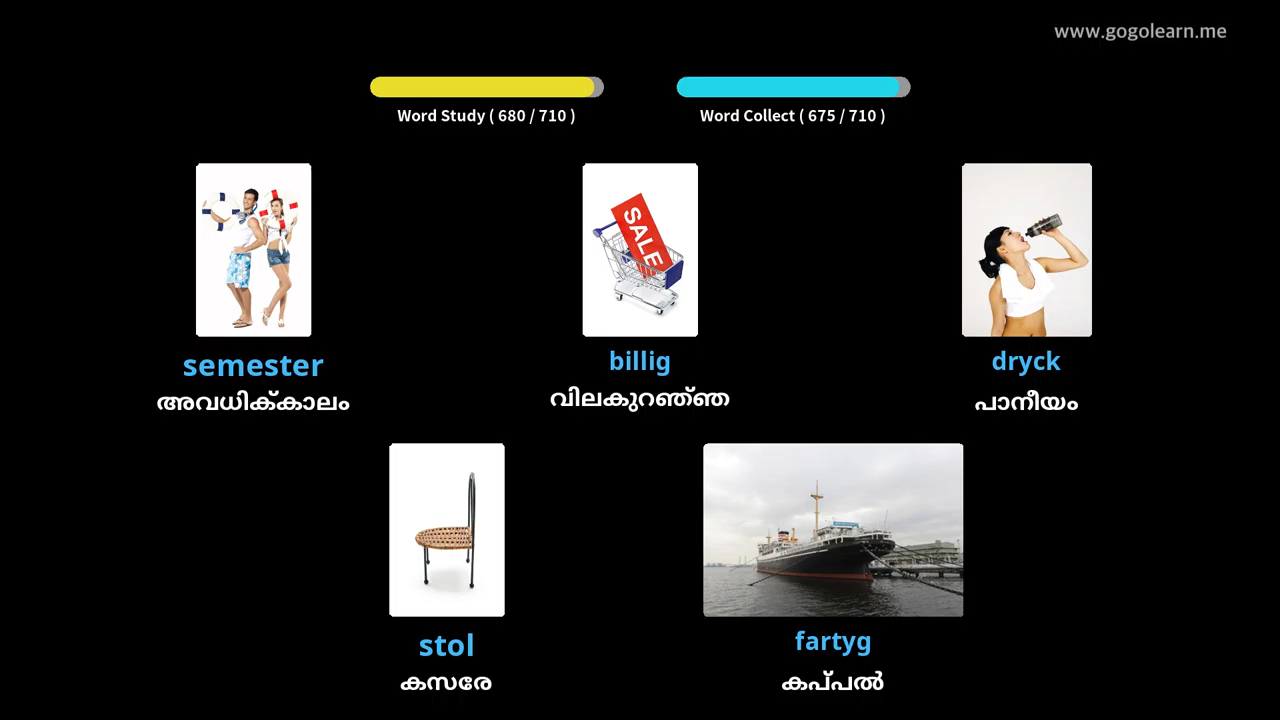 www.gogolearn.me
Word Study ( 680 / 710 )
Word Collect ( 675 / 710 )
SALE
semester
അവധിക്കാലം
billig
വിലകുറഞ്ഞ
dryck
പാനീയം
stol
കസരേ
fartyg
കപ്പൽ